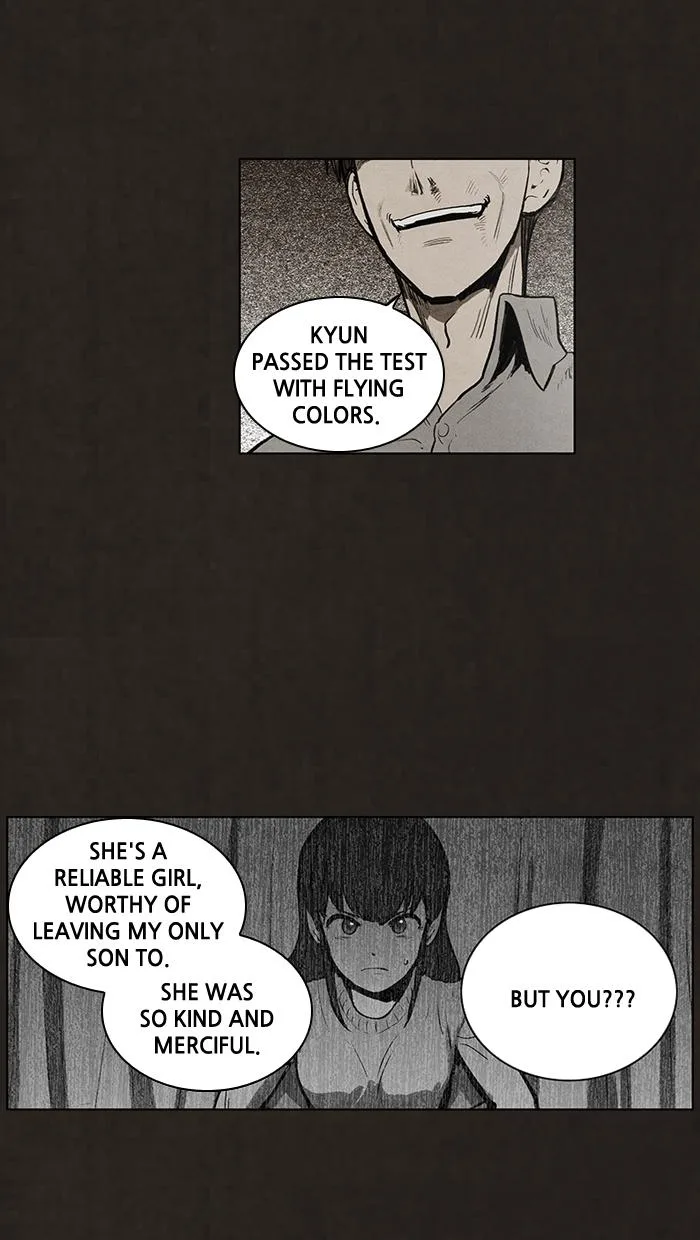 KYUN
PASSED THE TEST
WITH FLYING
COLORS.
SHE'S A
RELIABLE GIRL,
WORTHY OF
LEAVING MY ONLY
SON TO.
SHE WAS
SO KIND AND
MERCIFUL.
BUT YOU???